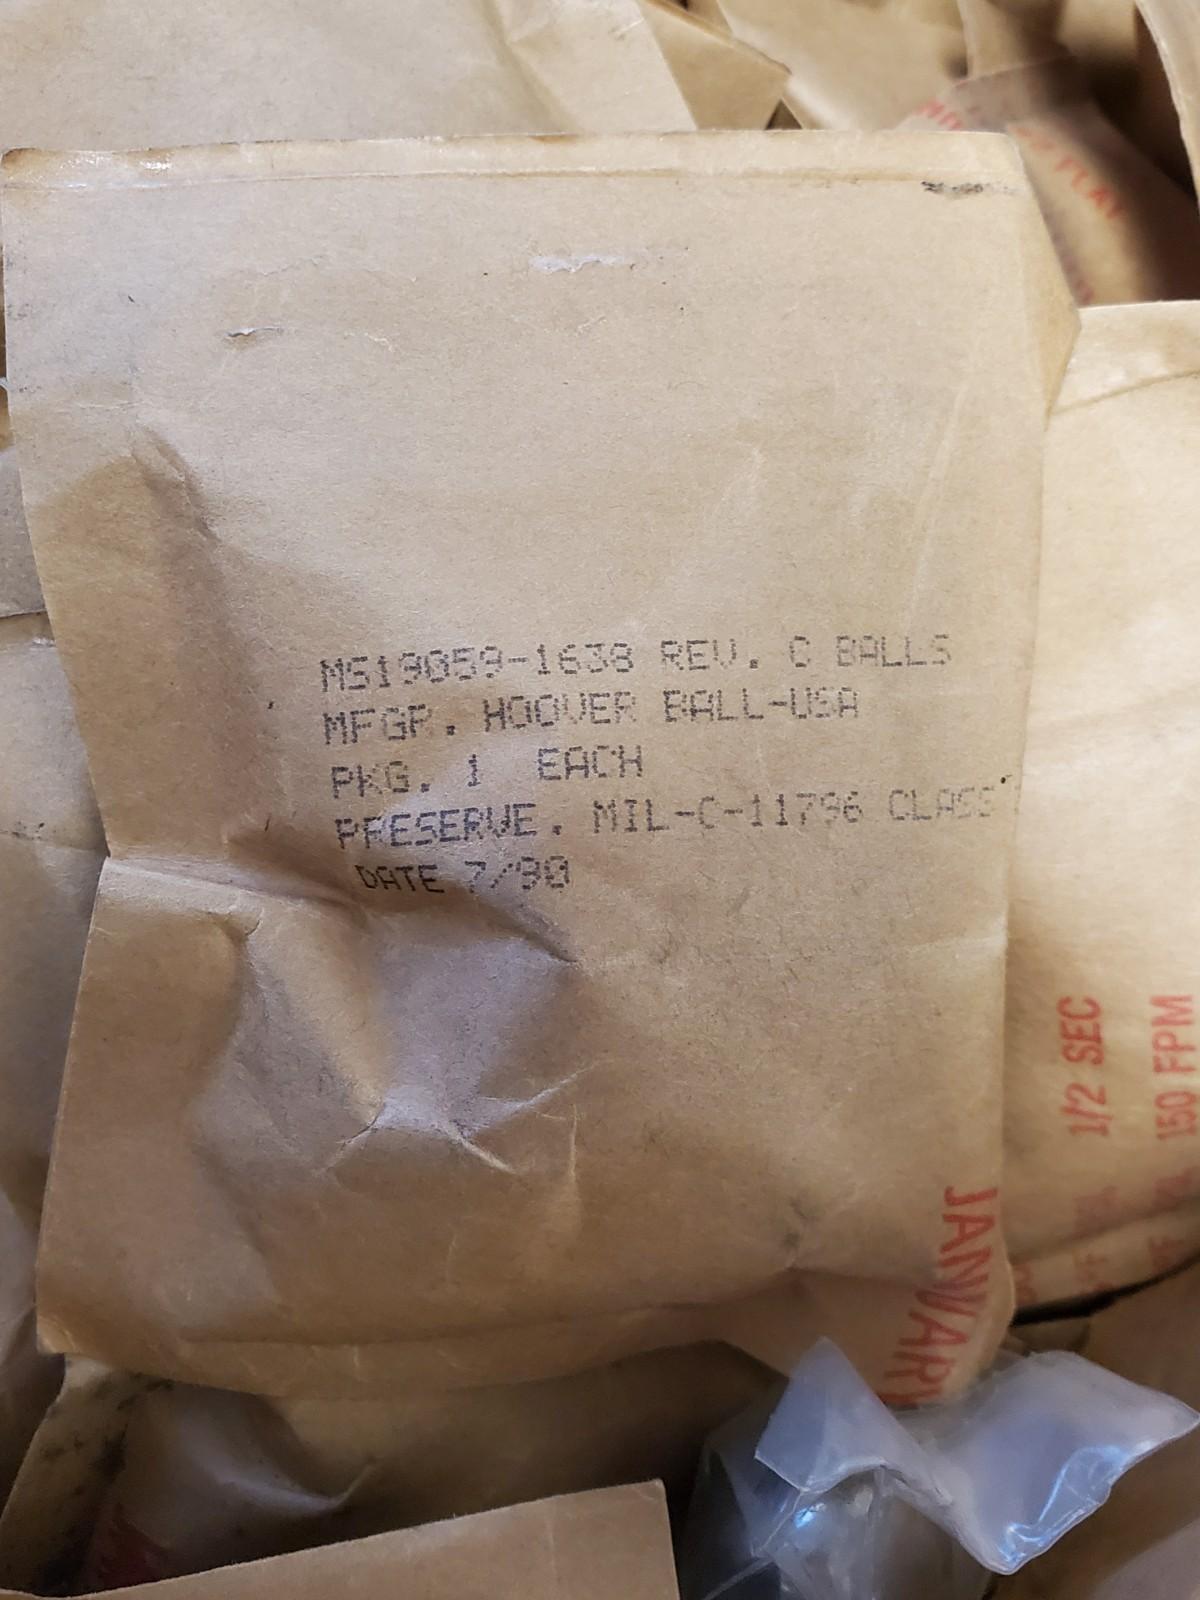 MS19059-1638 REV. C BALLS
MFGR. HOOVER BALL-USA
PKG. 1 EACH
PRESERVE. MIL-C-11796 CLASS
DATE 7/90
1/2 SEC
150 FPM
JANUARY